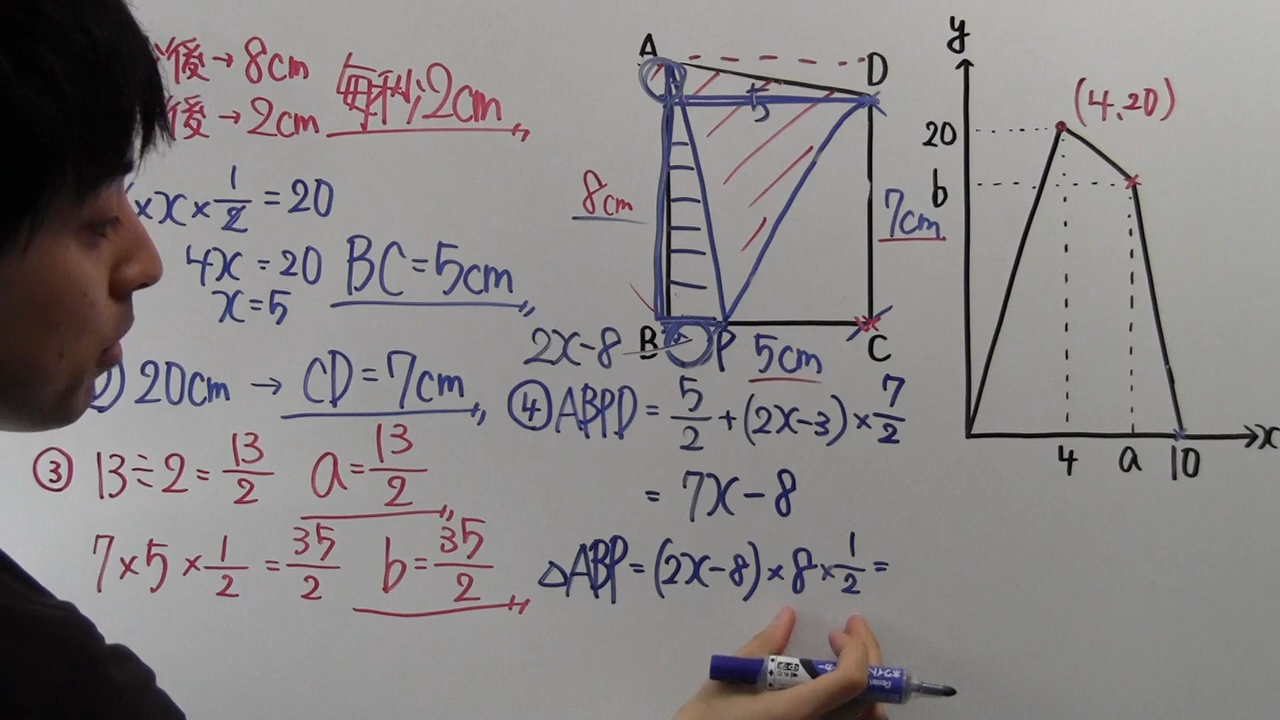 後→8cm
後→2cm
毎秒2cm
×x×1/2=20
4x=20
x=5
BC=5cm
20cm → CD=7cm
③ 13÷2=13/2 a=13/2
7×5×1/2=35/2 b=35/2
A
D
5
8cm
7cm
B
P
C
2x-8
5cm
④ABPD=5/2+(2x-3)×7/2
=7x-8
△ABP=(2x-8)×8×1/2=
y
(4,20)
20
b
4
a
10
x